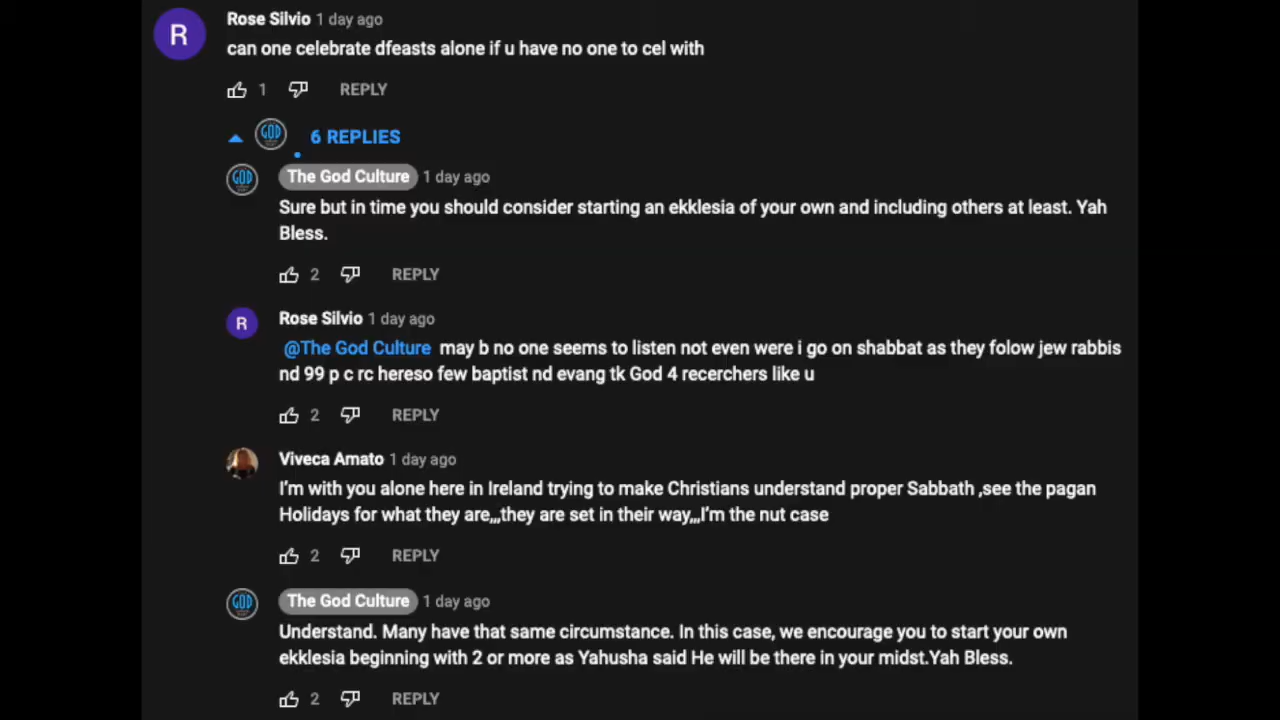 R
Rose Silvio 1 day ago
can one celebrate dfeasts alone if u have no one to cel with
1 REPLY
GOD 6 REPLIES
GOD The God Culture 1 day ago
Sure but in time you should consider starting an ekklesia of your own and including others at least. Yah
Bless.
2 REPLY
R Rose Silvio 1 day ago
@The God Culture may b no one seems to listen not even were i go on shabbat as they folow jew rabbis
nd 99 p c rc hereso few baptist nd evang tk God 4 recerchers like u
2 REPLY
Viveca Amato 1 day ago
I'm with you alone here in Ireland trying to make Christians understand proper Sabbath ,see the pagan
Holidays for what they are,,,they are set in their way,,,I'm the nut case
2 REPLY
GOD The God Culture 1 day ago
Understand. Many have that same circumstance. In this case, we encourage you to start your own
ekklesia beginning with 2 or more as Yahusha said He will be there in your midst.Yah Bless.
2 REPLY